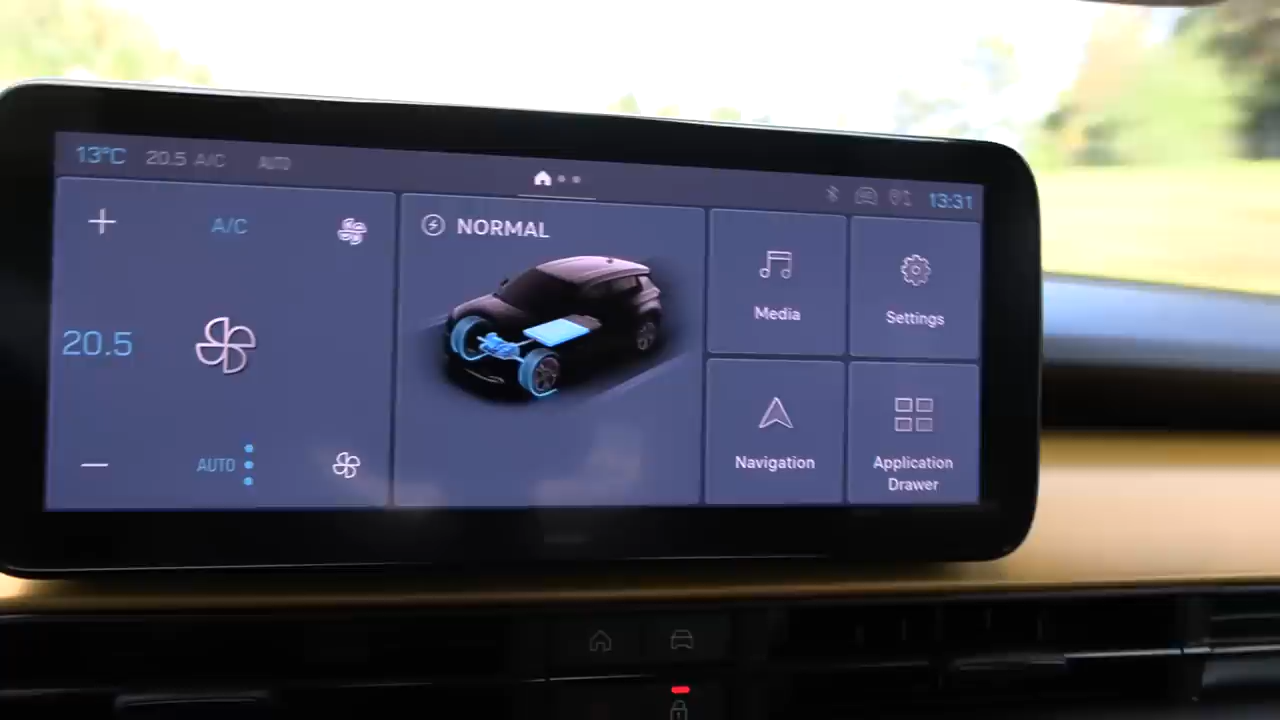 13°C 20.5 A/C AUTO
13:31
A/C
20.5
AUTO
NORMAL
Media
Settings
Navigation
Application
Drawer